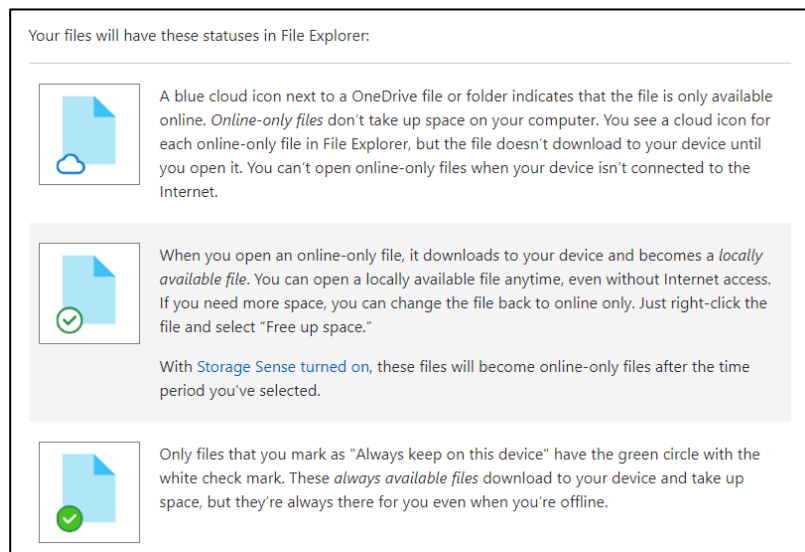 Your files will have these statuses in File Explorer:
A blue cloud icon next to a OneDrive file or folder indicates that the file is only available
online. Online-only files don’t take up space on your computer. You see a cloud icon for
each online-only file in File Explorer, but the file doesn’t download to your device until
you open it. You can’t open online-only files when your device isn’t connected to the
Internet.
When you open an online-only file, it downloads to your device and becomes a locally
available file. You can open a locally available file anytime, even without Internet access.
If you need more space, you can change the file back to online only. Just right-click the
file and select “Free up space.”
With Storage Sense turned on, these files will become online-only files after the time
period you've selected.
Only files that you mark as "Always keep on this device" have the green circle with the
white check mark. These always available files download to your device and take up
space, but they’re always there for you even when you’re offline.